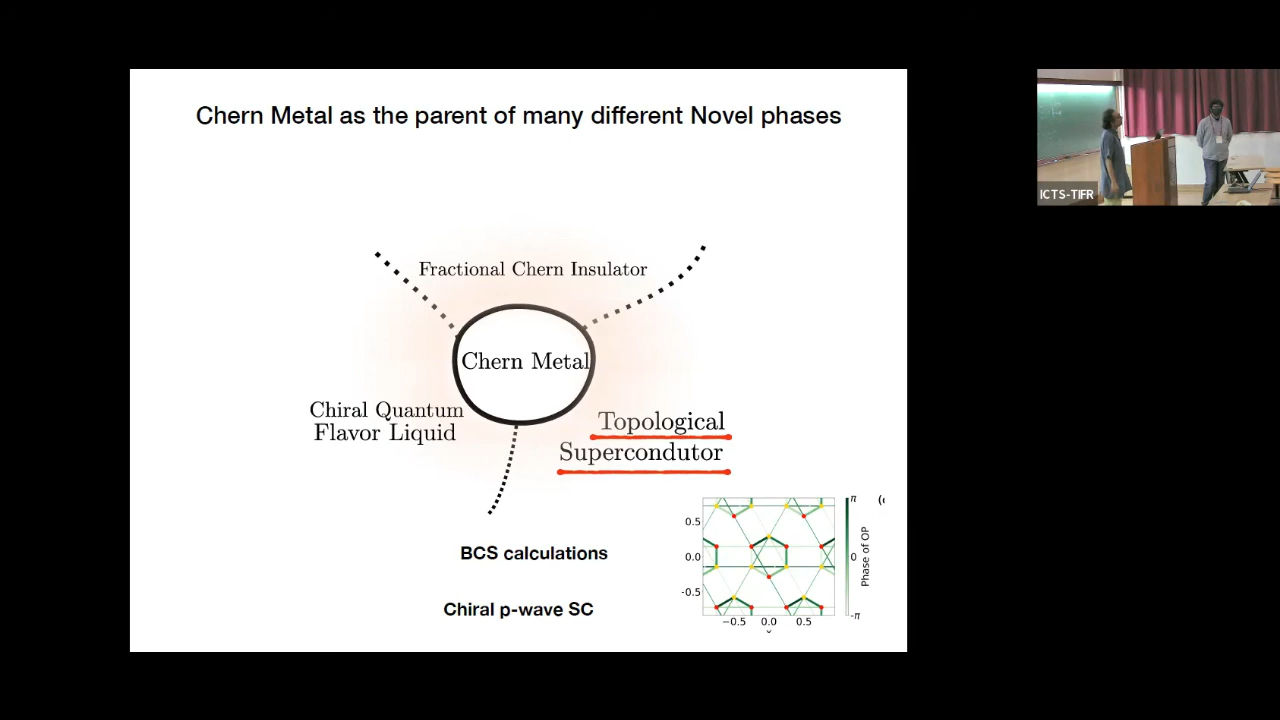 Chern Metal as the parent of many different Novel phases
Fractional Chern Insulator
Chern Metal
Chiral Quantum
Flavor Liquid
Topological
Supercondutor
BCS calculations
Chiral p-wave SC
0.5
0.0
-0.5
−0.5 0.0 0.5
π
0
-π
Phase of OP
ICTS-TIFR